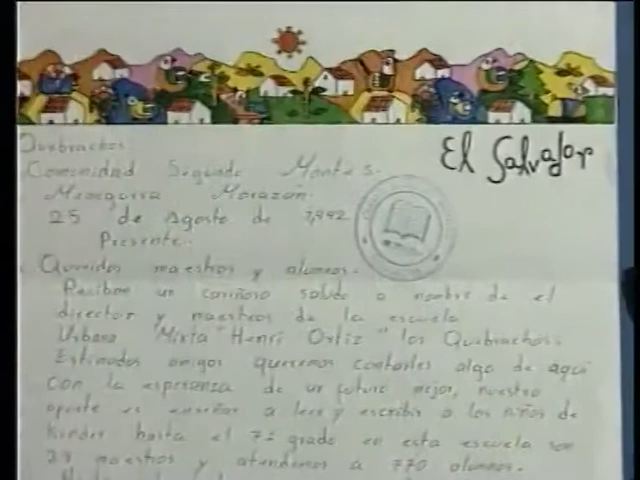 El Salvador
Quebrachos
Comunidad Segundo Montes.
Meanguera Morazán.
25 de agosto de 1,992
Presente.
Queridos maestros y alumnos.
Reciban un cariñoso saludo a nombre de el
director y maestros de la escuela
Urbana Mixta "Henri Ortiz" los Quebrachos.
Estimados amigos queremos contarles algo de aqui
con la esperanza de un futuro mejor, nuestro
aporte es enseñar a leer y escribir a los niños de
Kinder hasta el 7º grado en esta escuela son
maestros y atendemos a 770 alumnos.